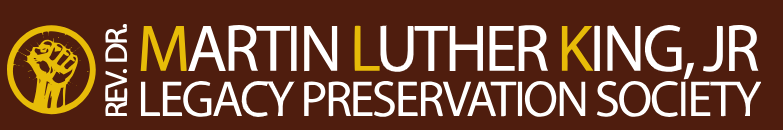 REV. DR.
MARTIN LUTHER KING, JR
LEGACY PRESERVATION SOCIETY